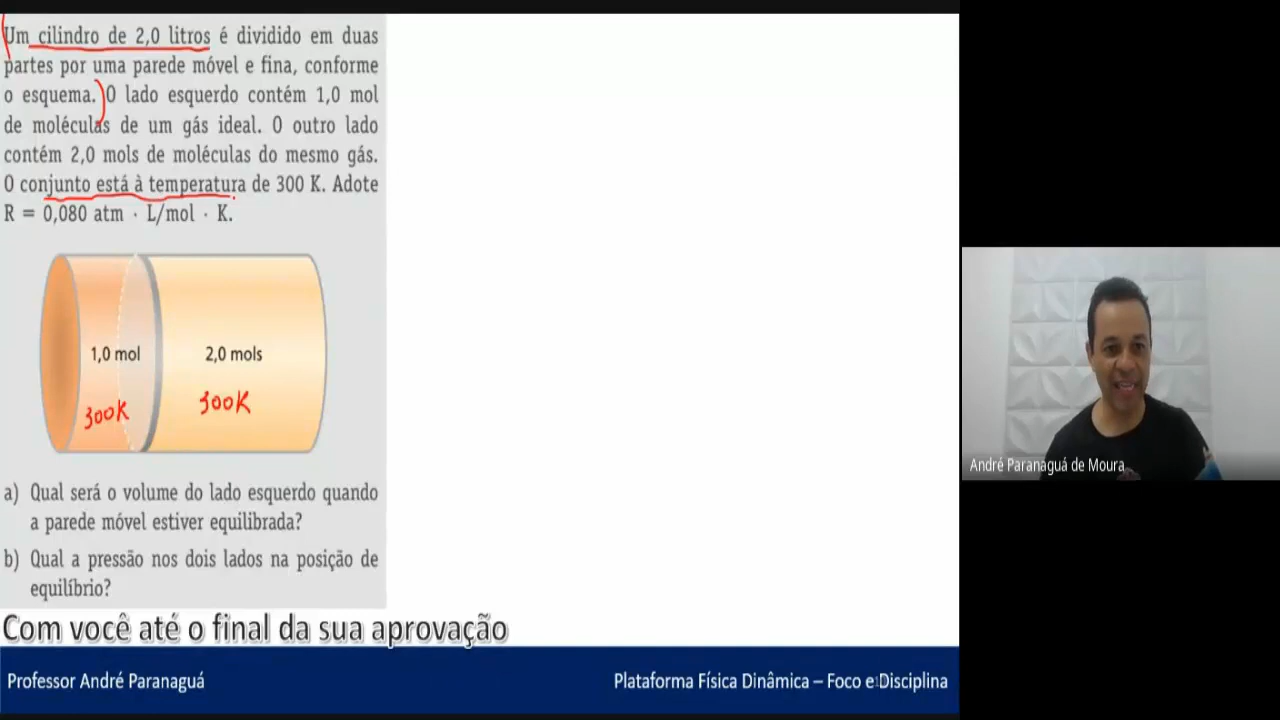 Um cilindro de 2,0 litros é dividido em duas
partes por uma parede móvel e fina, conforme
o esquema. O lado esquerdo contém 1,0 mol
de moléculas de um gás ideal. O outro lado
contém 2,0 mols de moléculas do mesmo gás.
O conjunto está à temperatura de 300 K. Adote
R = 0,080 atm · L/mol · K.
1,0 mol
2,0 mols
300K
300K
a) Qual será o volume do lado esquerdo quando
a parede móvel estiver equilibrada?
b) Qual a pressão nos dois lados na posição de
equilíbrio?
Com você até o final da sua aprovação
Professor André Paranaguá
Plataforma Física Dinâmica – Foco e Disciplina
André Paranaguá de Moura